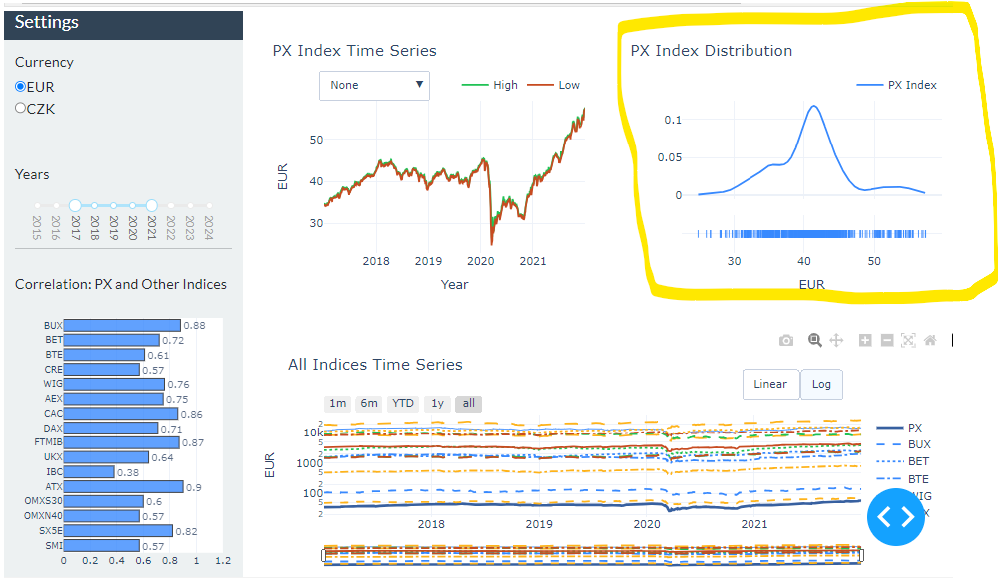 Settings
Currency
EUR
CZK
Years
2015 2016 2017 2018 2019 2020 2021 2022 2023 2024
Correlation: PX and Other Indices
BUX 0.88
BET 0.72
BTE 0.61
CRE 0.57
WIG 0.76
AEX 0.75
CAC 0.86
DAX 0.71
FTMIB 0.87
UKX 0.64
IBC 0.38
ATX 0.9
OMXS30 0.6
OMXN40 0.57
SX5E 0.82
SMI 0.57
0 0.2 0.4 0.6 0.8 1 1.2
PX Index Time Series
None
High Low
50
40
30
EUR
2018 2019 2020 2021
Year
PX Index Distribution
PX Index
0.1
0.05
0
30 40 50
EUR
All Indices Time Series
Linear Log
1m 6m YTD 1y all
2
10k
5
2
1000
5
2
100
5
2
EUR
2018 2019 2020 2021
PX
BUX
BET
BTE